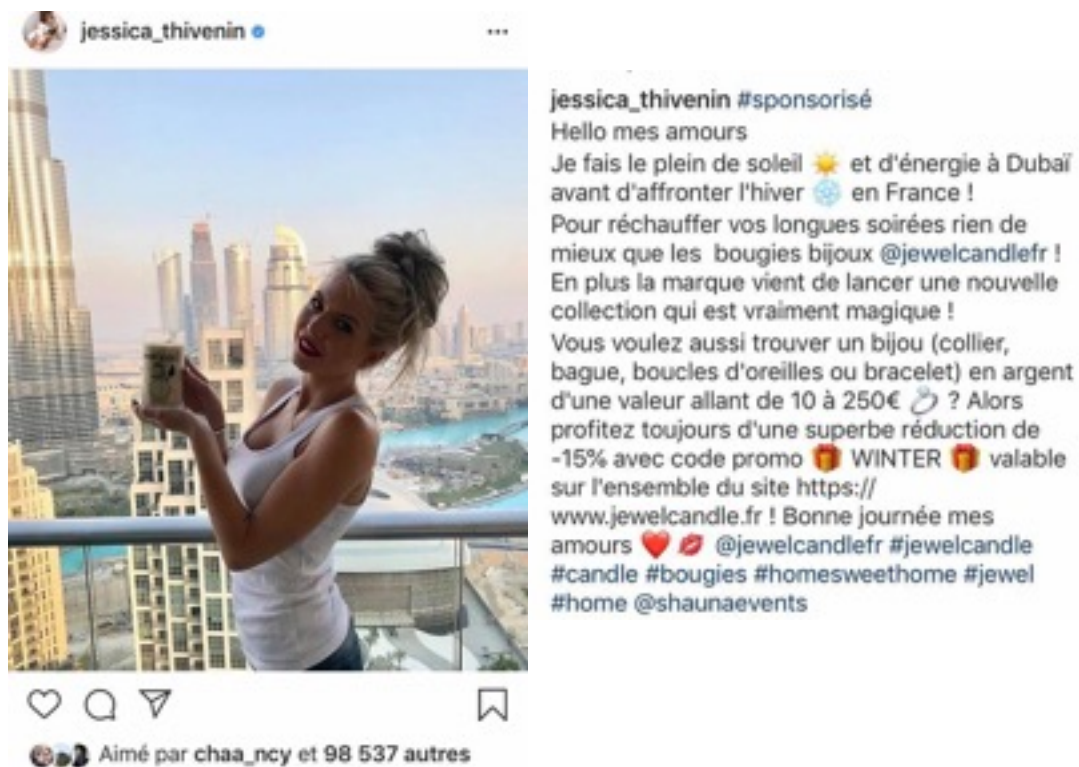 jessica_thivenin
Aimé par chaa_ncy et 98 537 autres
jessica_thivenin #sponsorisé
Hello mes amours
Je fais le plein de soleil ☀️ et d'énergie à Dubaï
avant d'affronter l'hiver ❄️ en France !
Pour réchauffer vos longues soirées rien de
mieux que les bougies bijoux @jewelcandlefr !
En plus la marque vient de lancer une nouvelle
collection qui est vraiment magique !
Vous voulez aussi trouver un bijou (collier,
bague, boucles d'oreilles ou bracelet) en argent
d'une valeur allant de 10 à 250€ 💍 ? Alors
profitez toujours d'une superbe réduction de
-15% avec code promo 🎁 WINTER 🎁 valable
sur l'ensemble du site https://
www.jewelcandle.fr ! Bonne journée mes
amours ❤️ 💋 @jewelcandlefr #jewelcandle
#candle #bougies #homesweethome #jewel
#home @shaunaevents